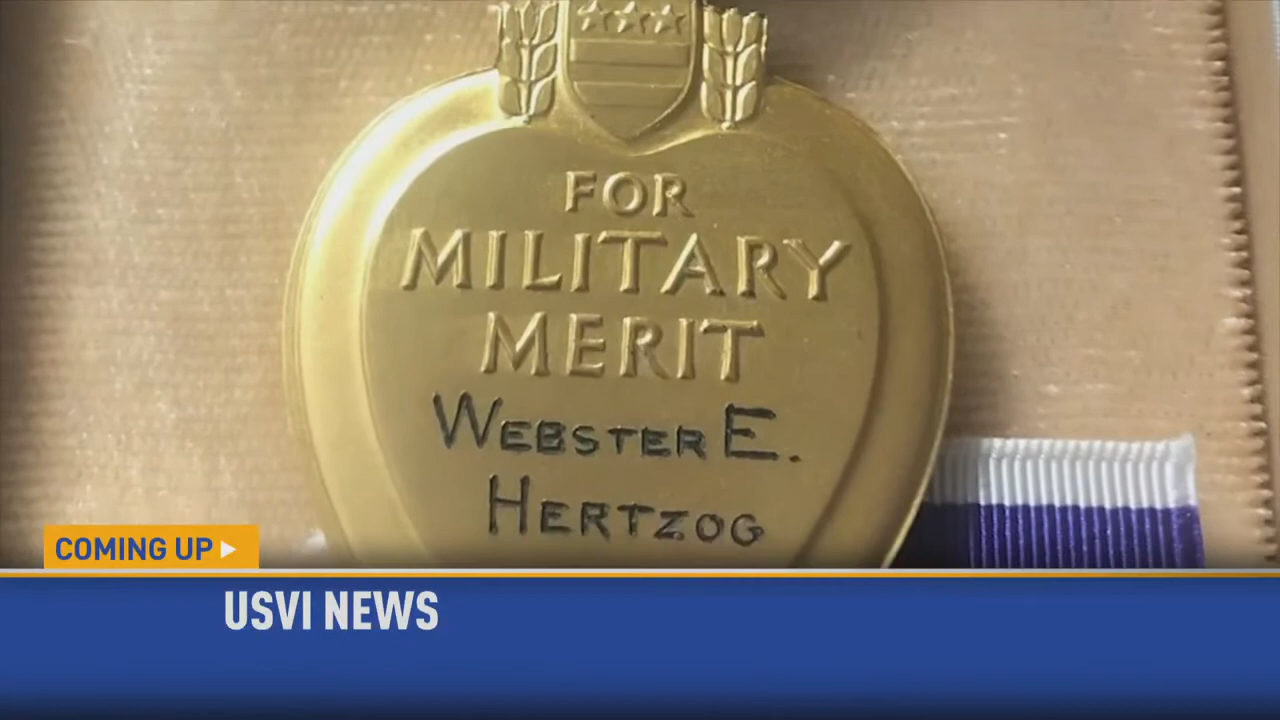 FOR
MILITARY
MERIT
WEBSTER E.
HERTZOG
COMING UP
USVI NEWS